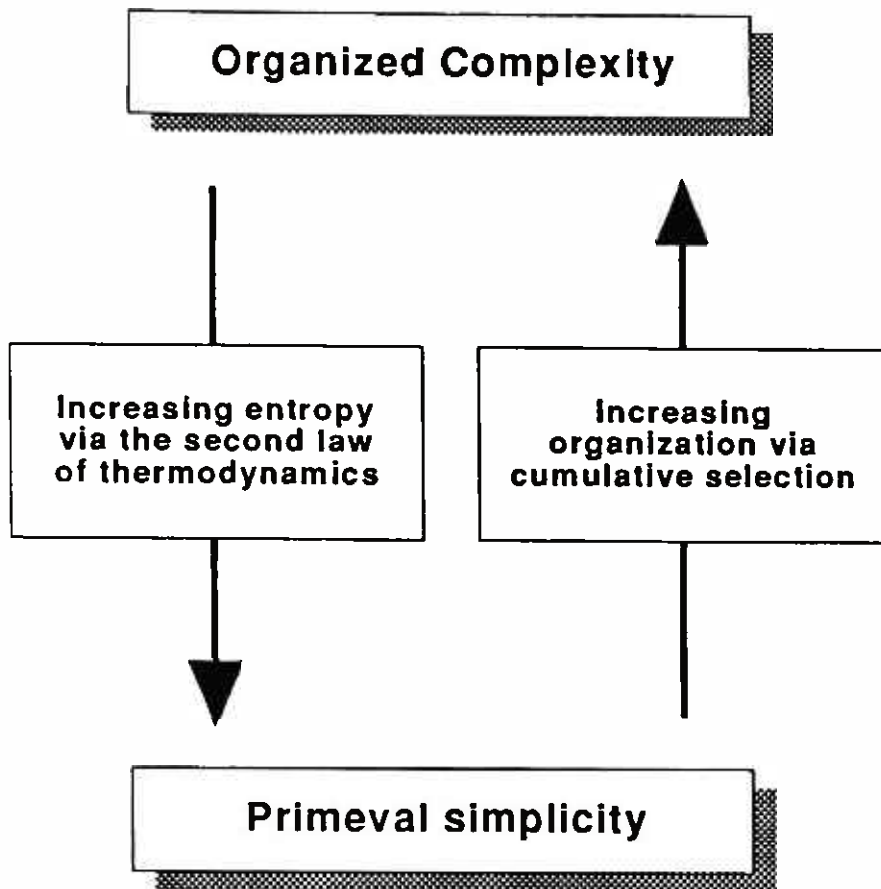 Organized Complexity
Increasing entropy
via the second law
of thermodynamics
Increasing
organization via
cumulative selection
Primeval simplicity